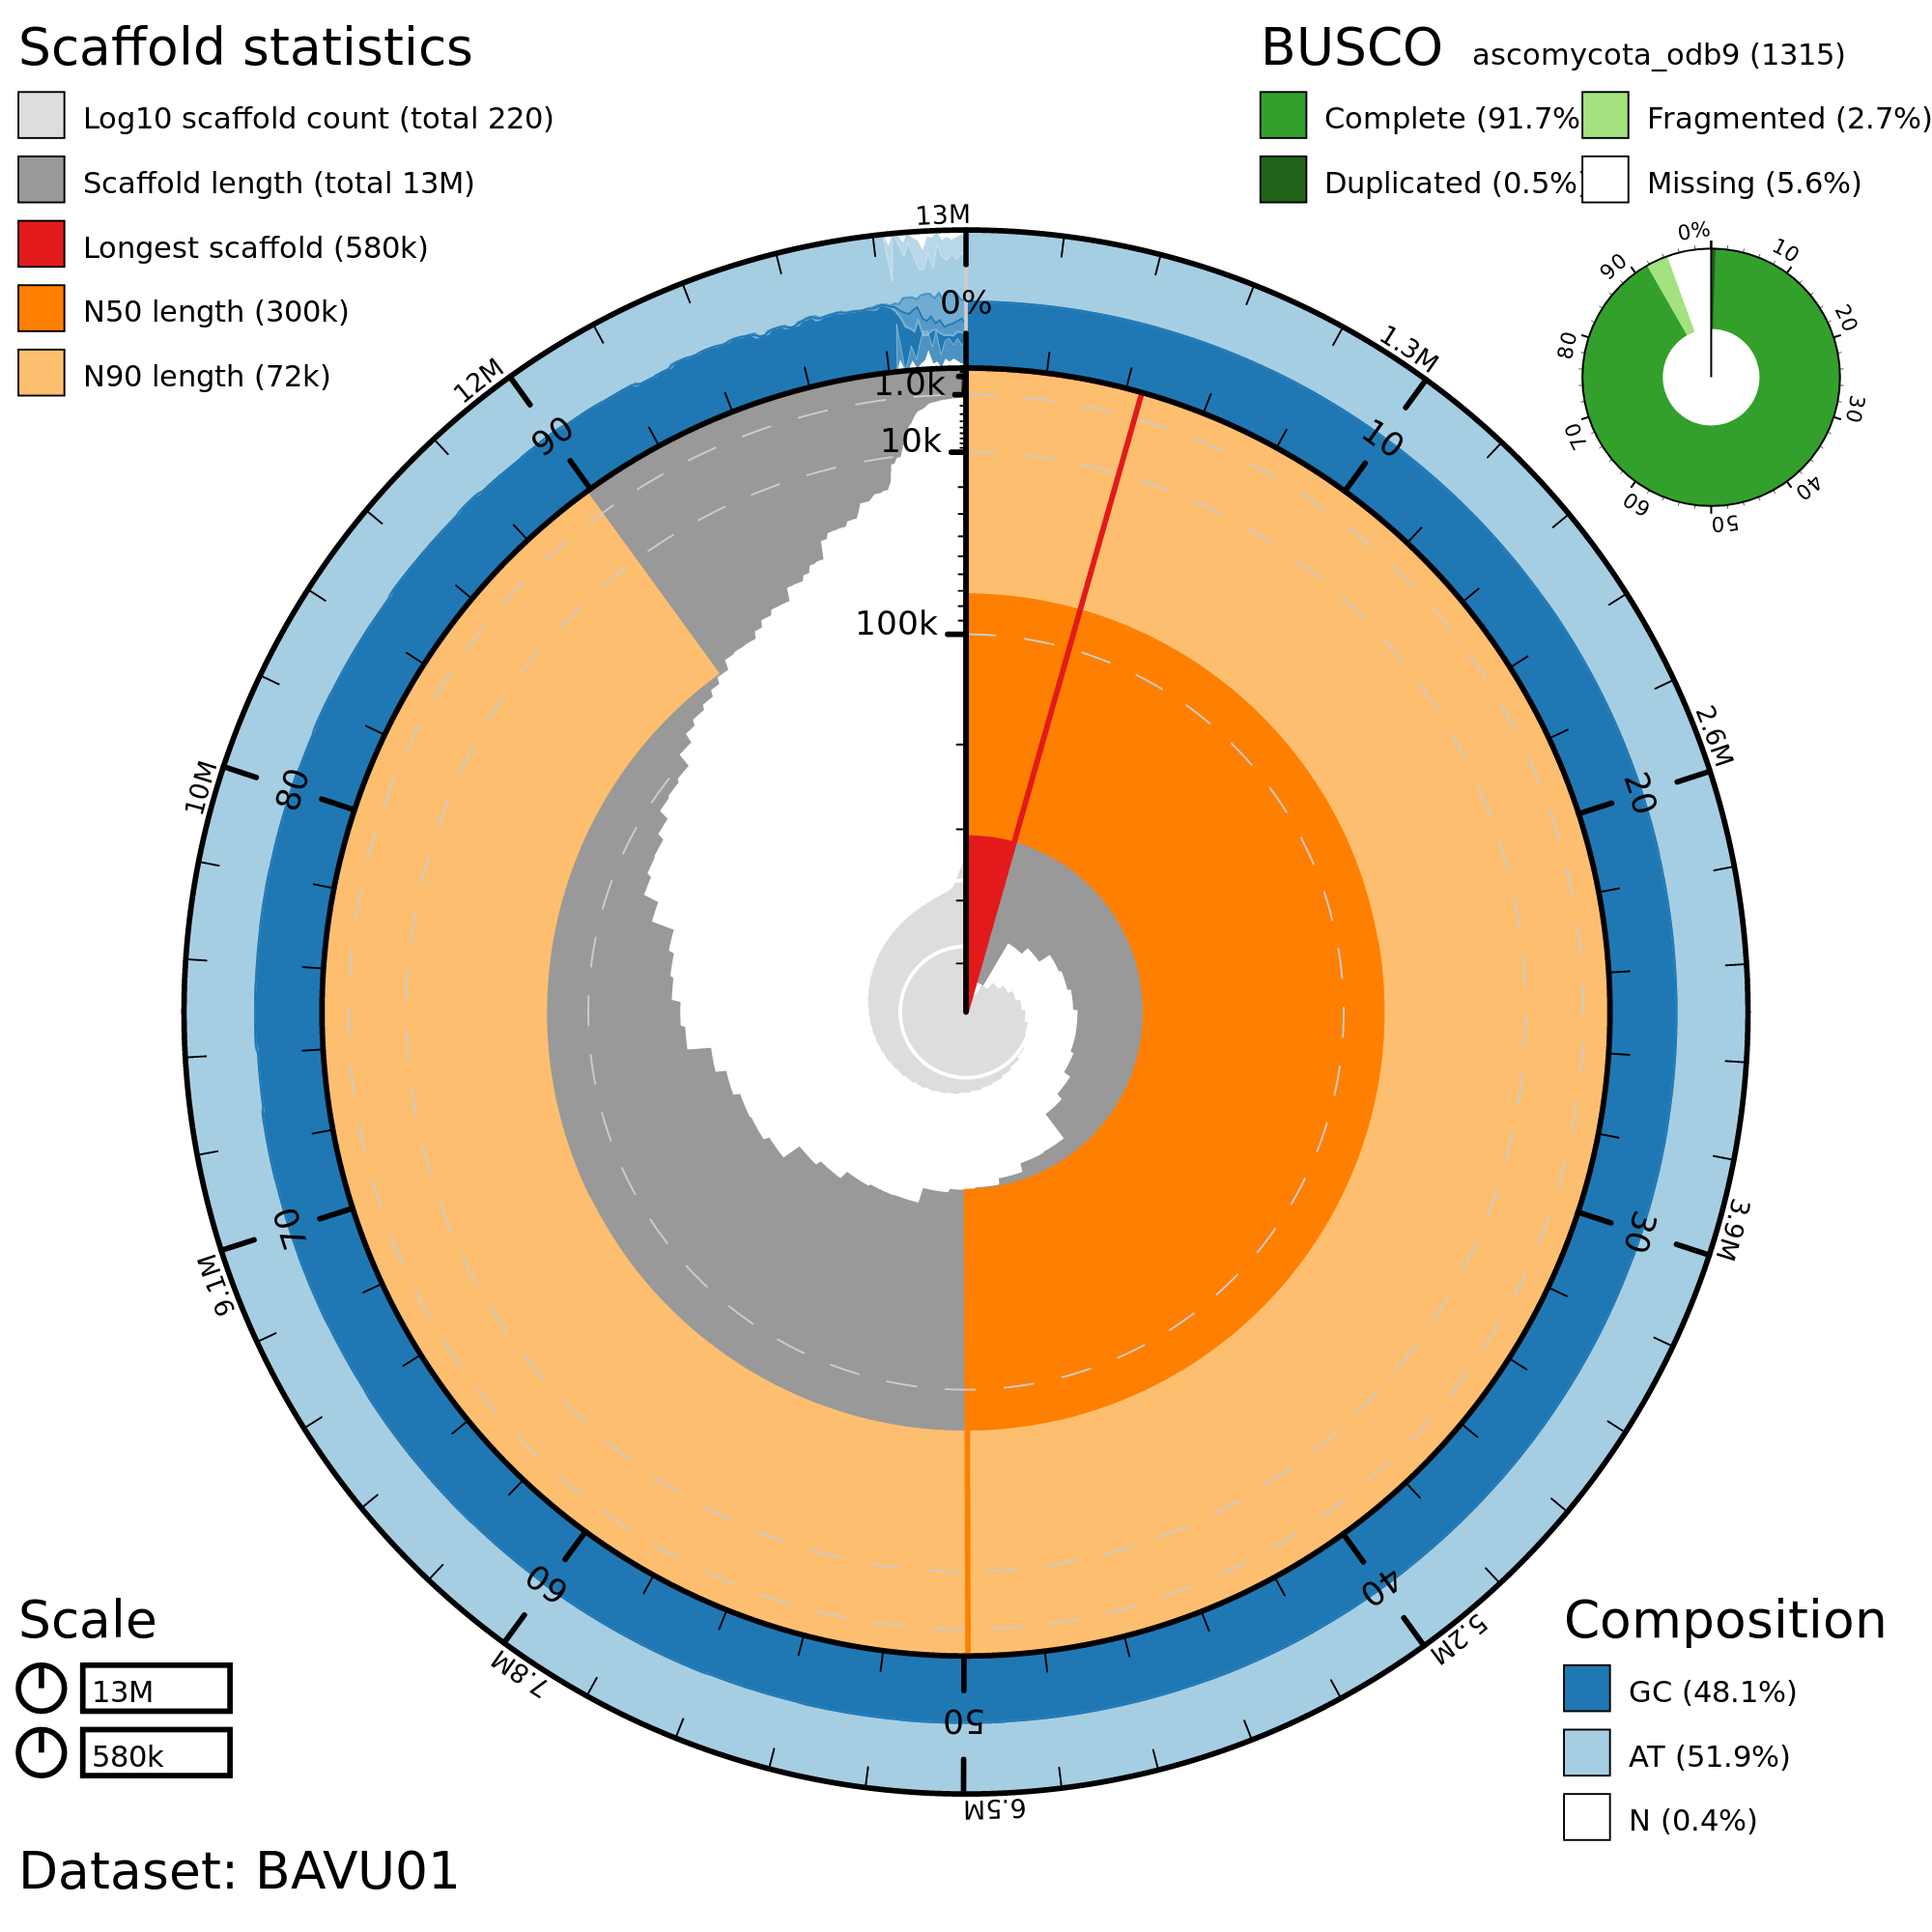 Scaffold statistics
Log10 scaffold count (total 220)
Scaffold length (total 13M)
Longest scaffold (580k)
N50 length (300k)
N90 length (72k)
BUSCO ascomycota_odb9 (1315)
Complete (91.7% Fragmented (2.7%)
Duplicated (0.5%) Missing (5.6%)
0%
10
20
30
40
50
60
70
80
90
13M
1.3M
2.6M
3.9M
5.2M
6.5M
7.8M
9.1M
10M
12M
0%
10
20
30
40
50
60
70
80
90
1.0k
10k
100k
Scale
13M
580k
Composition
GC (48.1%)
AT (51.9%)
N (0.4%)
Dataset: BAVU01